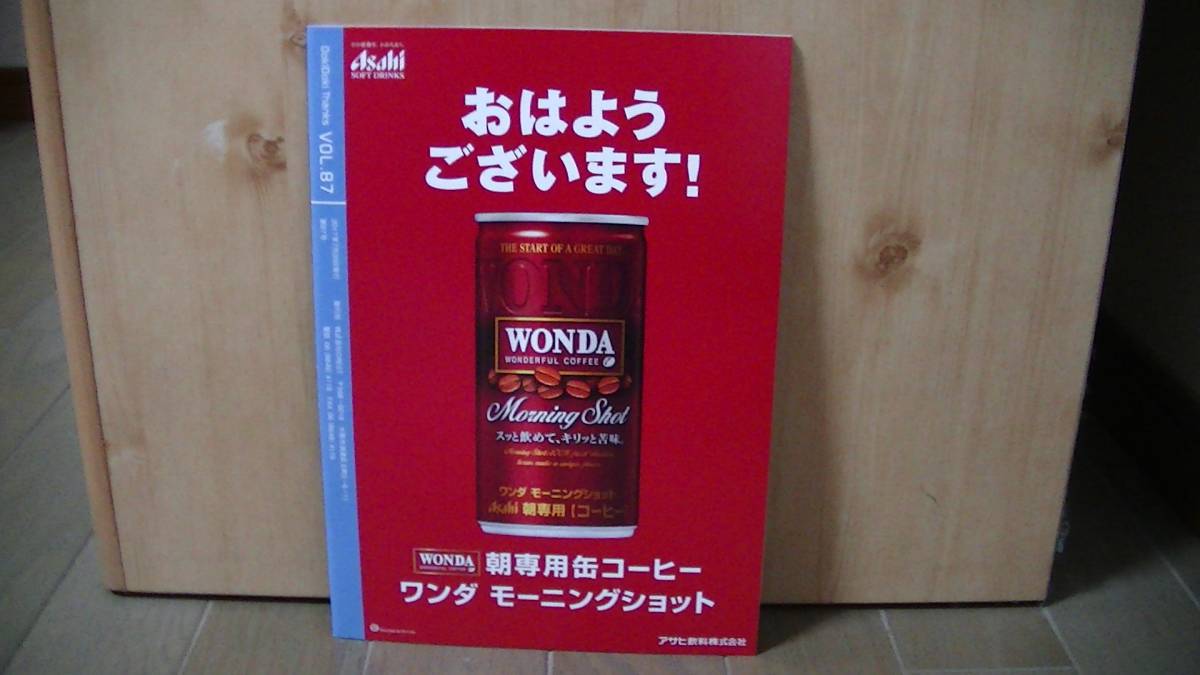 Asahi
SOFT DRINKS
おはよう
ございます!
THE START OF A GREAT DAY
WONDA
WONDERFUL COFFEE
Morning Shot
スッと飲めて、キリッと苦味。
ワンダ モーニングショット
Asahi 朝専用【コーヒー
WONDA 朝専用缶コーヒー
ワンダ モーニングショット
アサヒ飲料株式会社
DokiDoki Thanks VOL.87